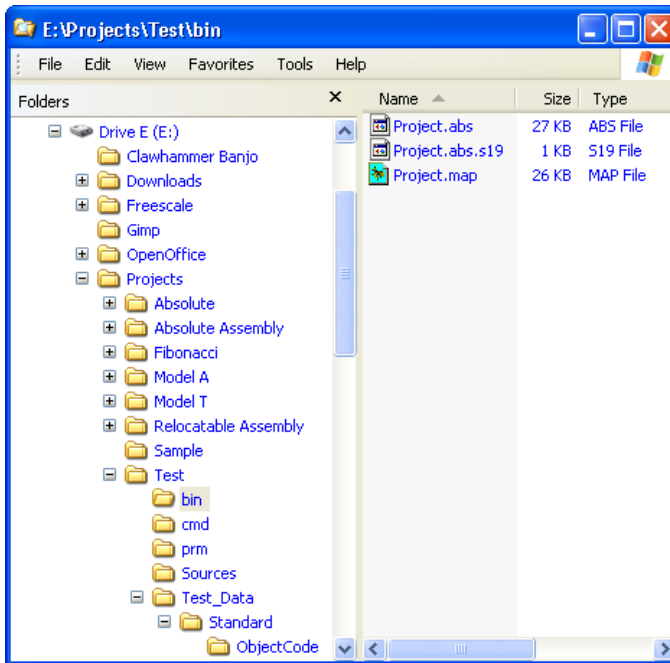 E:\Projects\Test\bin
File Edit View Favorites Tools Help
Folders
Drive E (E:)
Clawhammer Banjo
Downloads
Freescale
Gimp
OpenOffice
Projects
Absolute
Absolute Assembly
Fibonacci
Model A
Model T
Relocatable Assembly
Sample
Test
bin
cmd
prm
Sources
Test_Data
Standard
ObjectCode
Name Size Type
Project.abs 27 KB ABS File
Project.abs.s19 1 KB S19 File
Project.map 26 KB MAP File